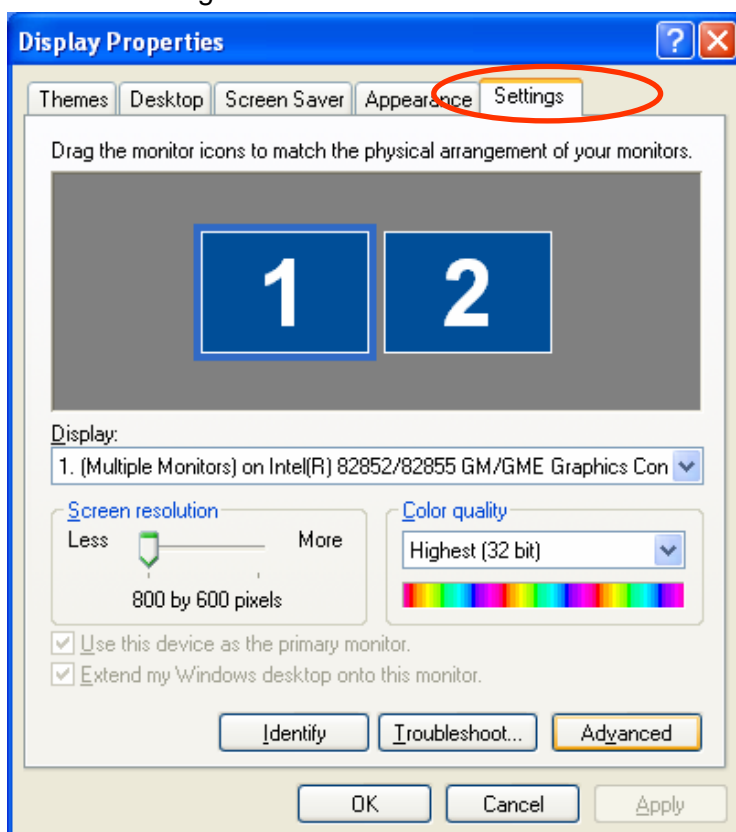 Display Properties
Themes Desktop Screen Saver Appearance Settings
Drag the monitor icons to match the physical arrangement of your monitors.
1 2
Display:
1. (Multiple Monitors) on Intel(R) 82852/82855 GM/GME Graphics Con
Screen resolution Color quality
Less More Highest (32 bit)
800 by 600 pixels
Use this device as the primary monitor.
Extend my Windows desktop onto this monitor.
Identify Troubleshoot... Advanced
OK Cancel Apply